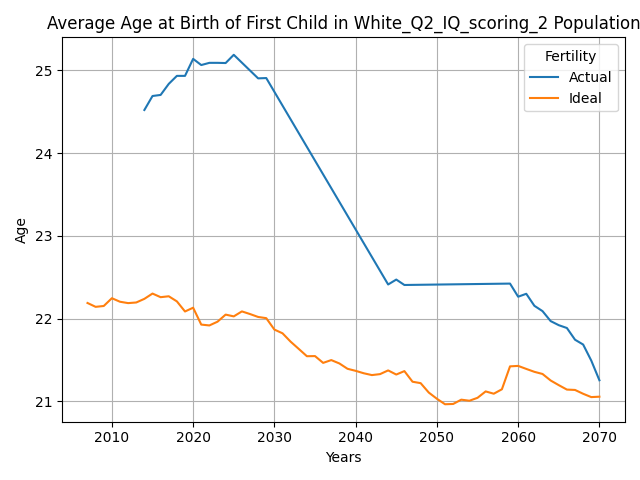 Average Age at Birth of First Child in White_Q2_IQ_scoring_2 Population
Fertility
Actual
Ideal
Age
25
24
23
22
21
2010 2020 2030 2040 2050 2060 2070
Years